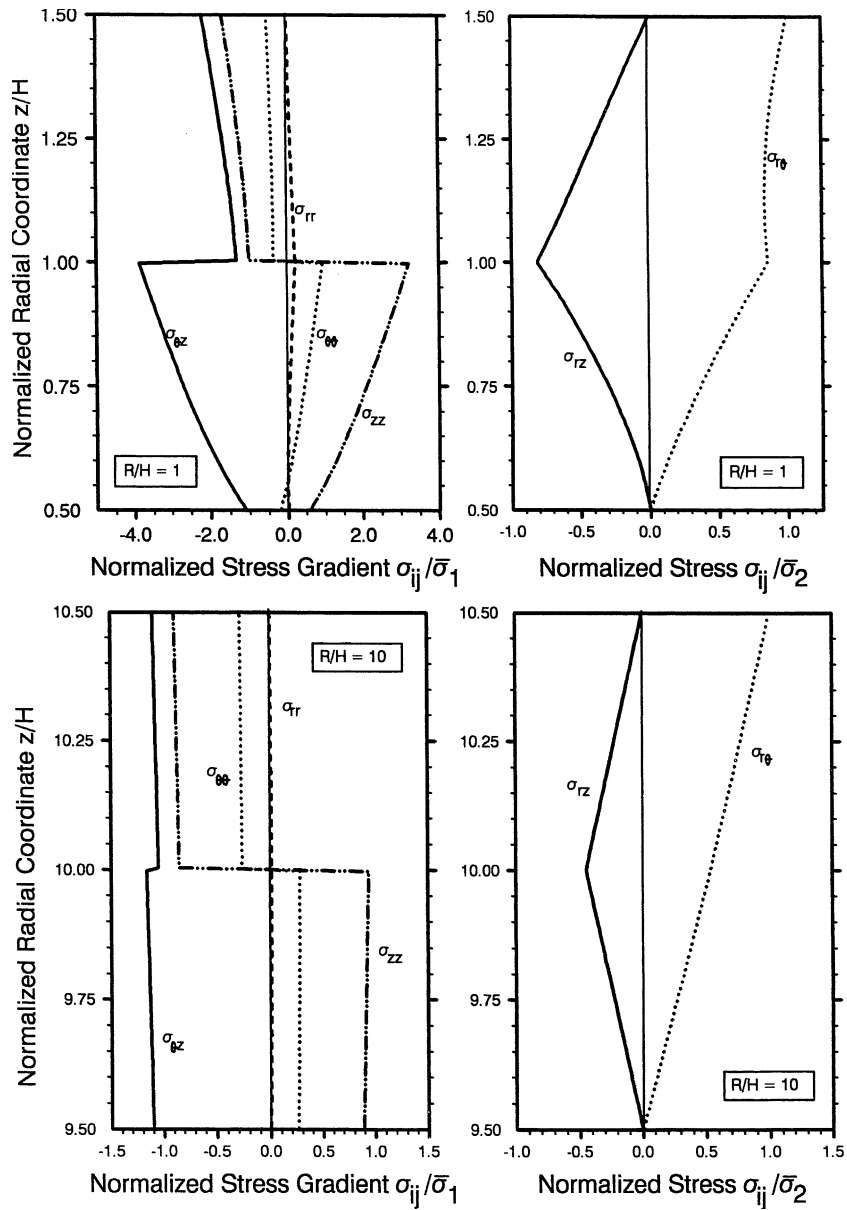 1.50
1.25
1.00
0.75
0.50
Normalized Radial Coordinate z/H
σrr
σθz
σθθ
σzz
R/H = 1
-4.0 -2.0 0.0 2.0 4.0
Normalized Stress Gradient σij/σ̅1
1.50
1.25
1.00
0.75
0.50
σrθ
σrz
R/H = 1
-1.0 -0.5 0.0 0.5 1.0
Normalized Stress σij/σ̅2
10.50
10.25
10.00
9.75
9.50
Normalized Radial Coordinate z/H
R/H = 10
σrr
σθθ
σzz
σθz
-1.5 -1.0 -0.5 0.0 0.5 1.0 1.5
Normalized Stress Gradient σij/σ̅1
10.50
10.25
10.00
9.75
9.50
σrθ
σrz
R/H = 10
-1.0 -0.5 0.0 0.5 1.0 1.5
Normalized Stress σij/σ̅2